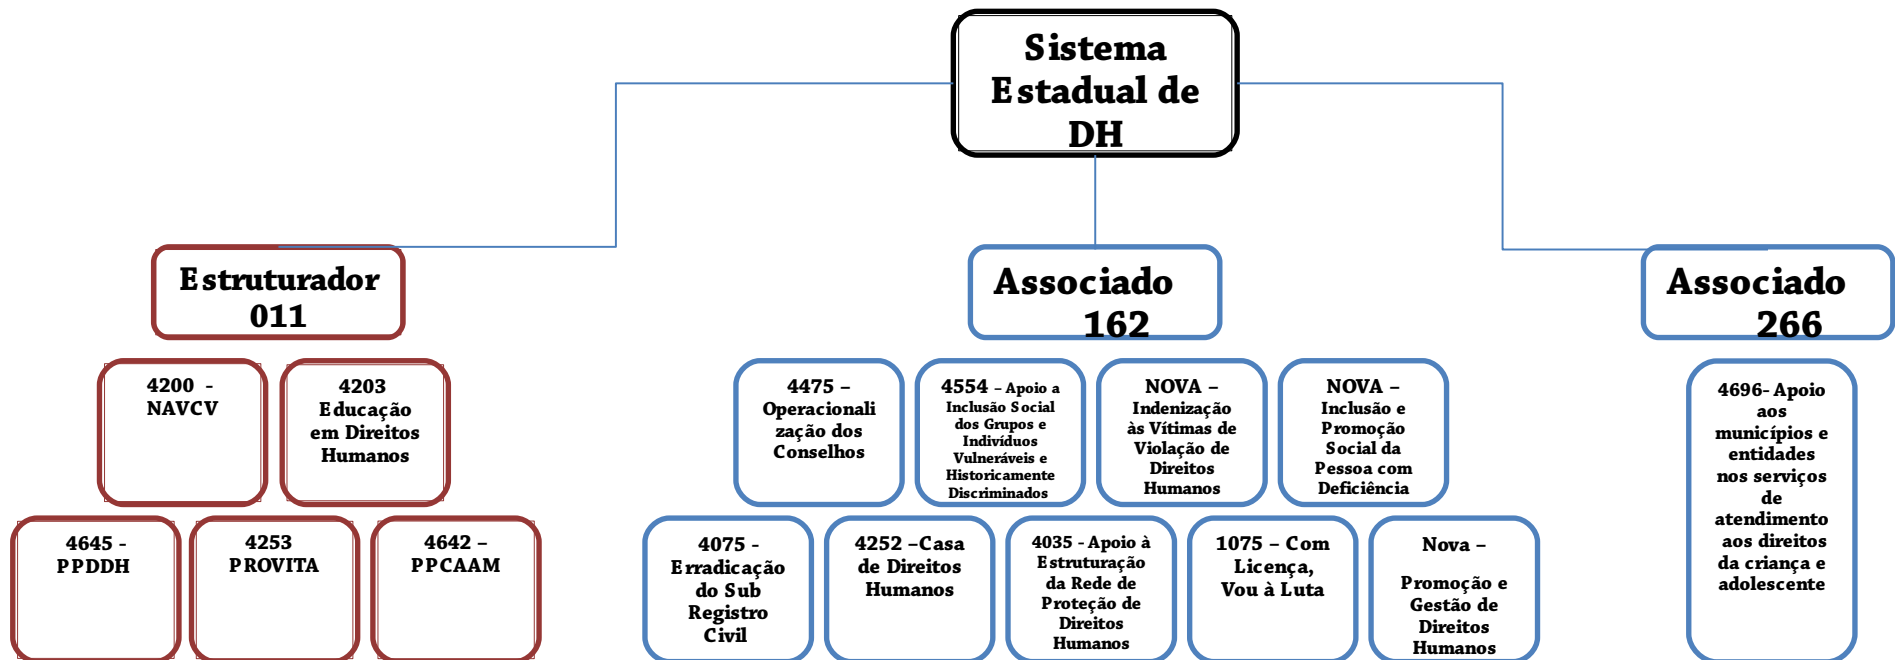 Sistema
Estadual de
DH
Estruturador
011
Associado
162
Associado
266
4200 -
NAVCV
4203
Educação
em Direitos
Humanos
4475 –
Operacionali
zação dos
Conselhos
4554 – Apoio a
Inclusão Social
dos Grupos e
Indivíduos
Vulneráveis e
Historicamente
Discriminados
NOVA –
Indenização
às Vítimas de
Violação de
Direitos
Humanos
NOVA –
Inclusão e
Promoção
Social da
Pessoa com
Deficiência
4696- Apoio
aos
municípios e
entidades
nos serviços
de
atendimento
aos direitos
da criança e
adolescente
4645 -
PPDDH
4253
PROVITA
4642 –
PPCAAM
4075 -
Erradicação
do Sub
Registro
Civil
4252 –Casa
de Direitos
Humanos
4035 - Apoio à
Estruturação
da Rede de
Proteção de
Direitos
Humanos
1075 – Com
Licença,
Vou à Luta
Nova –
Promoção e
Gestão de
Direitos
Humanos